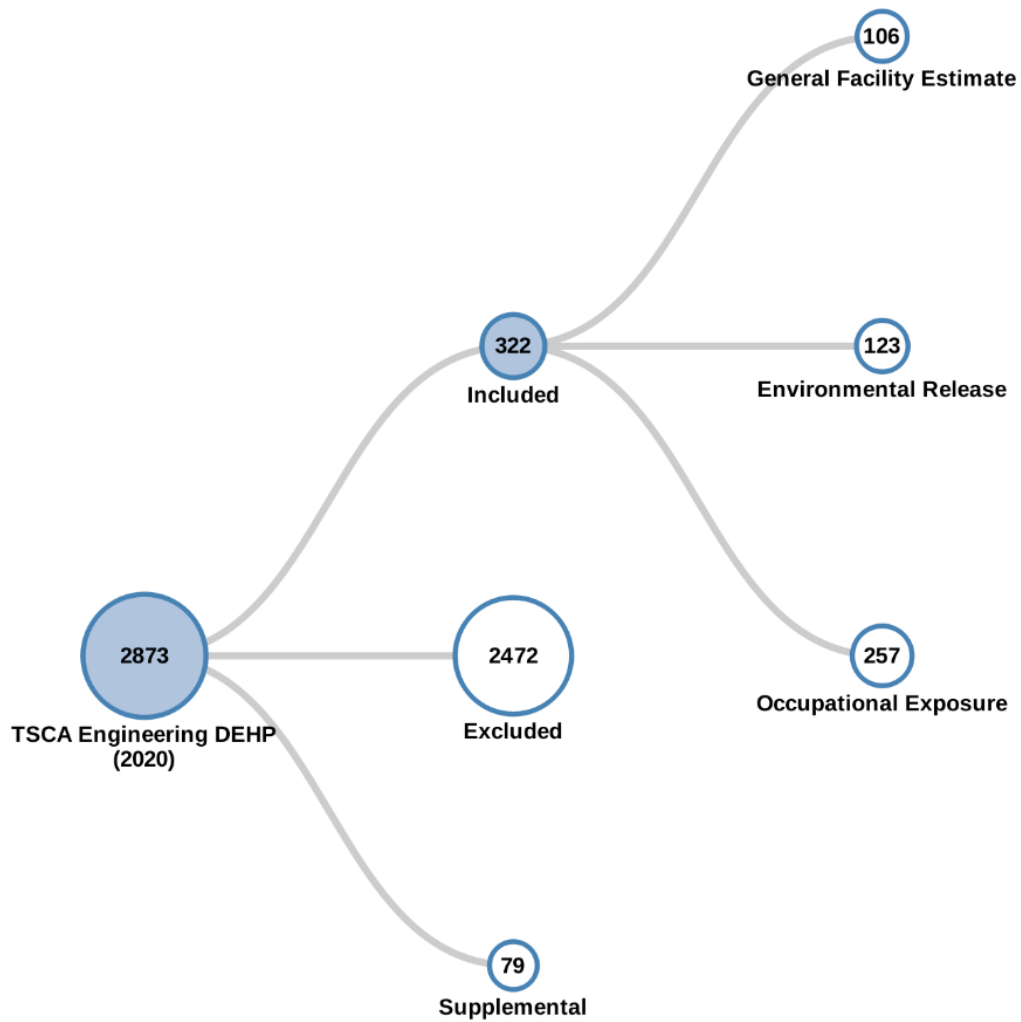 106
General Facility Estimate
322
Included
123
Environmental Release
2873
TSCA Engineering DEHP
(2020)
2472
Excluded
257
Occupational Exposure
79
Supplemental